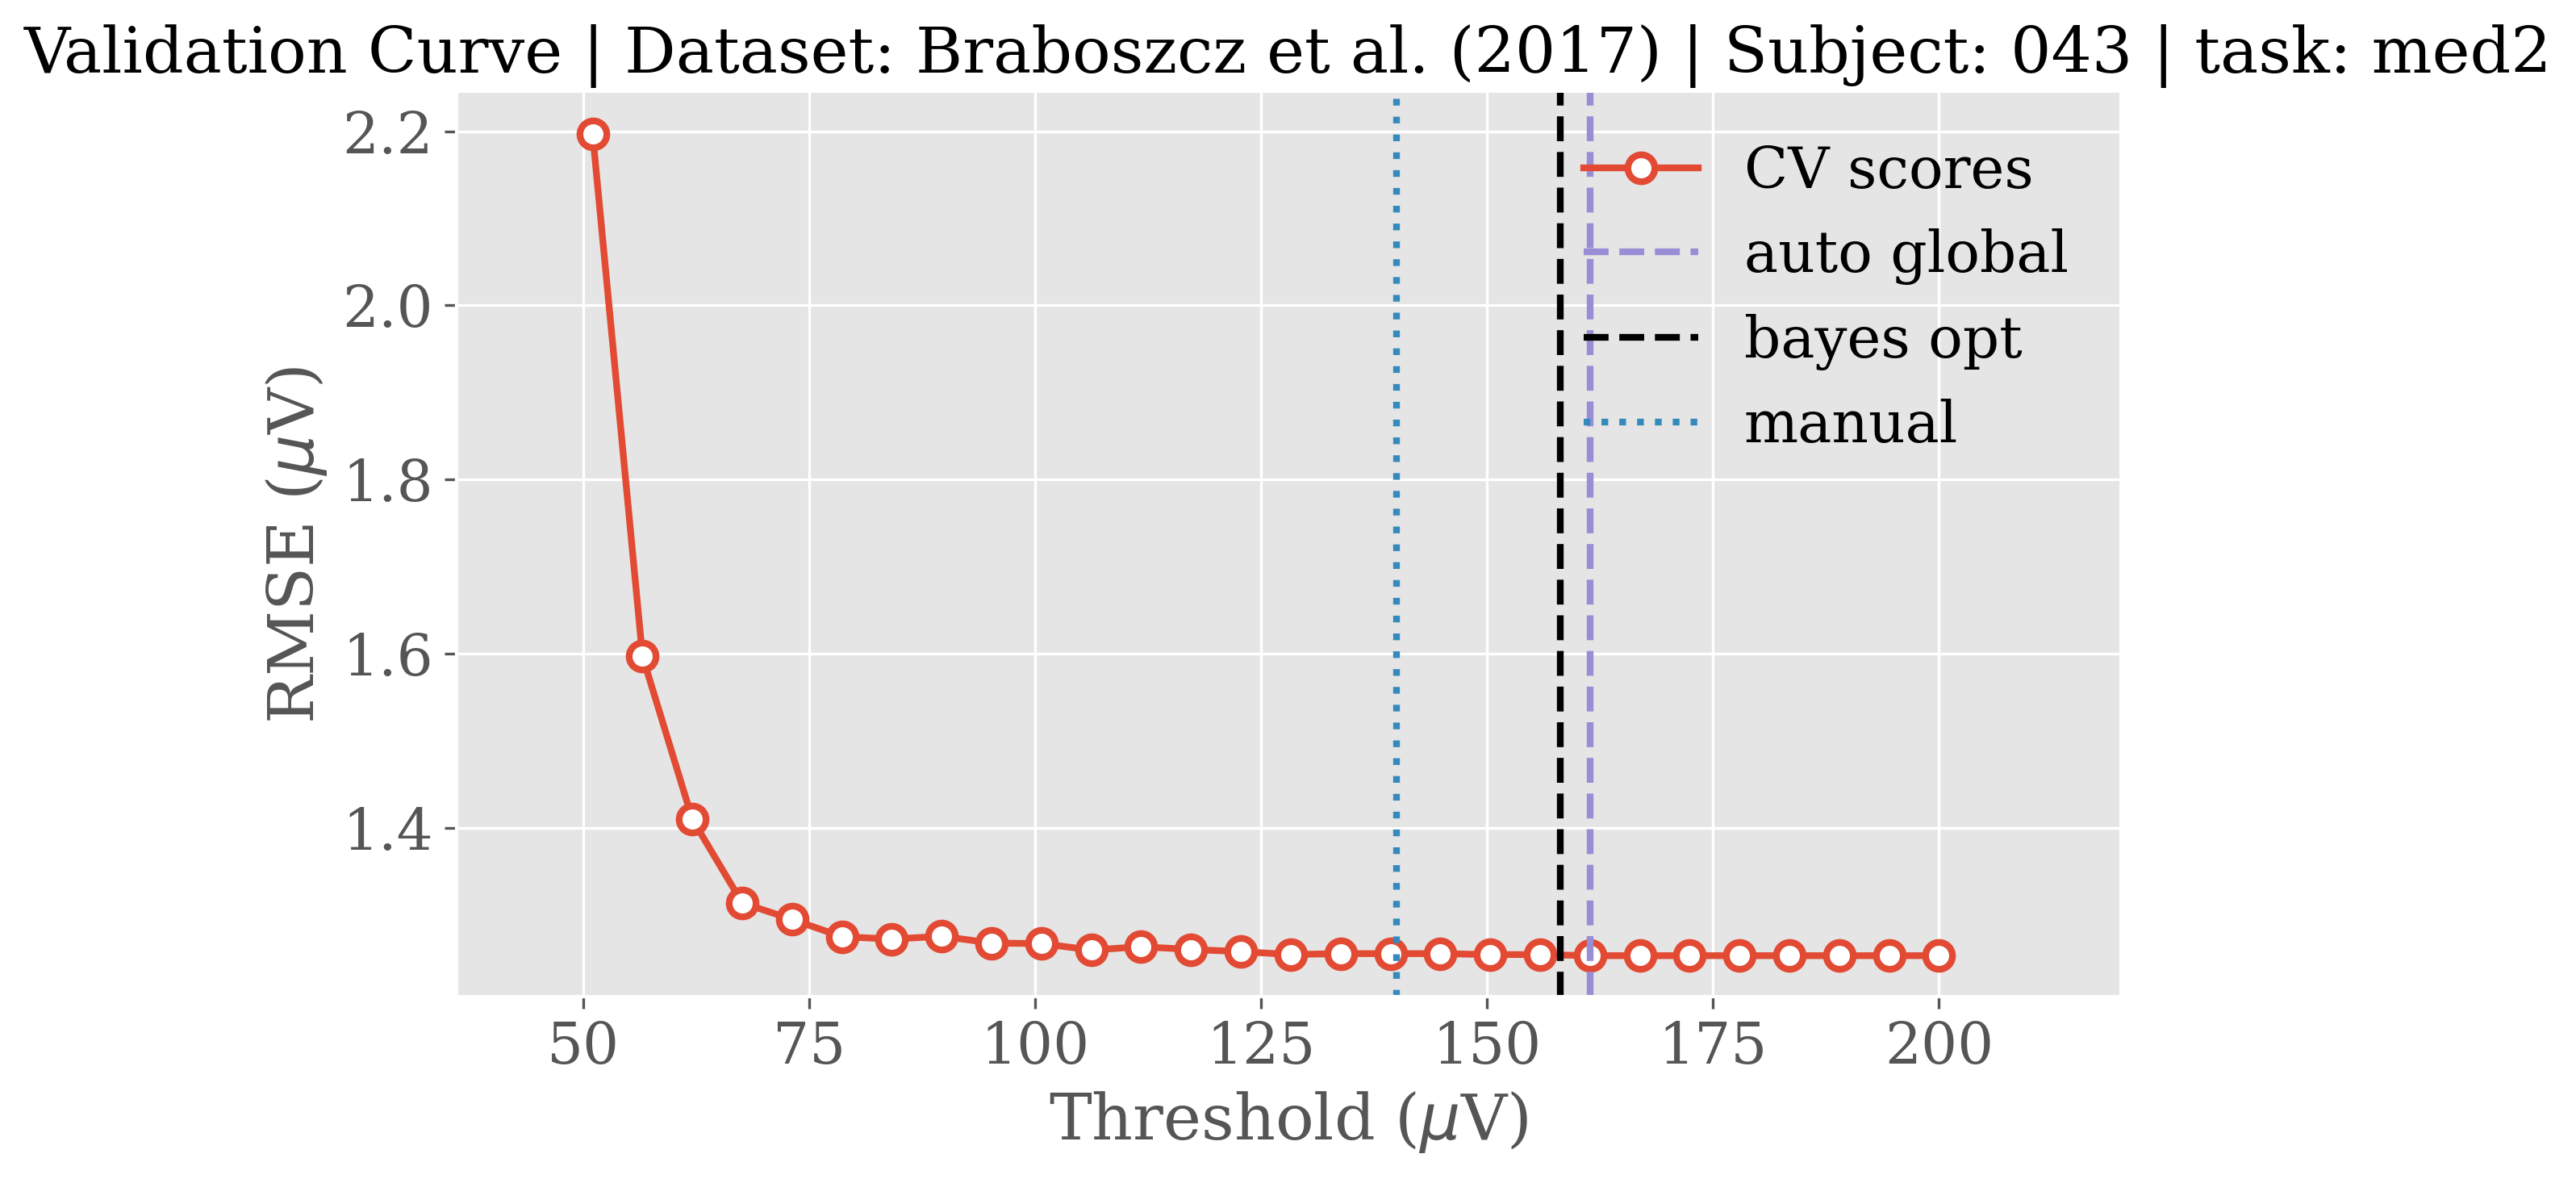 Validation Curve | Dataset: Braboszcz et al. (2017) | Subject: 043 | task: med2
2.2
2.0
1.8
1.6
1.4
RMSE (μV)
CV scores
auto global
bayes opt
manual
50 75 100 125 150 175 200
Threshold (μV)